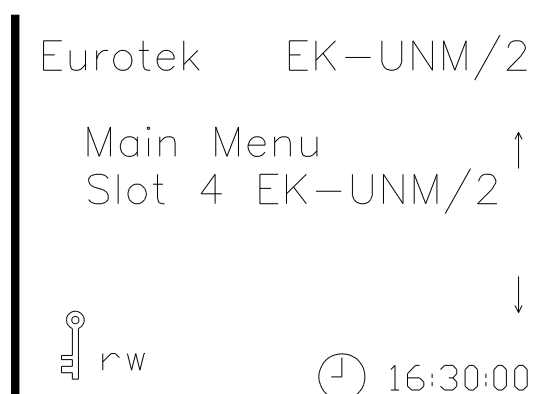 Eurotek EK-UNM/2
Main Menu
Slot 4 EK-UNM/2
rw 16:30:00